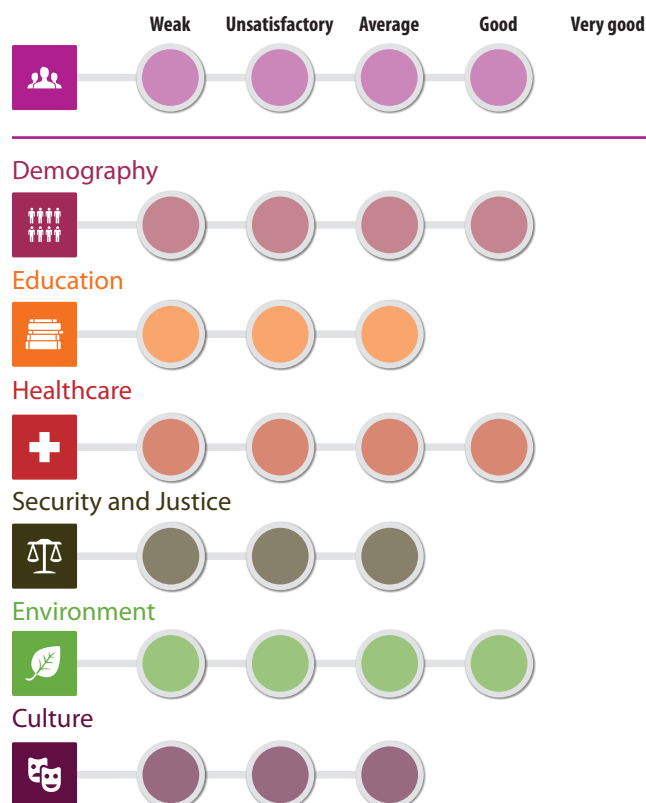 Weak Unsatisfactory Average Good Very good
Demography
Education
Healthcare
Security and Justice
Environment
Culture